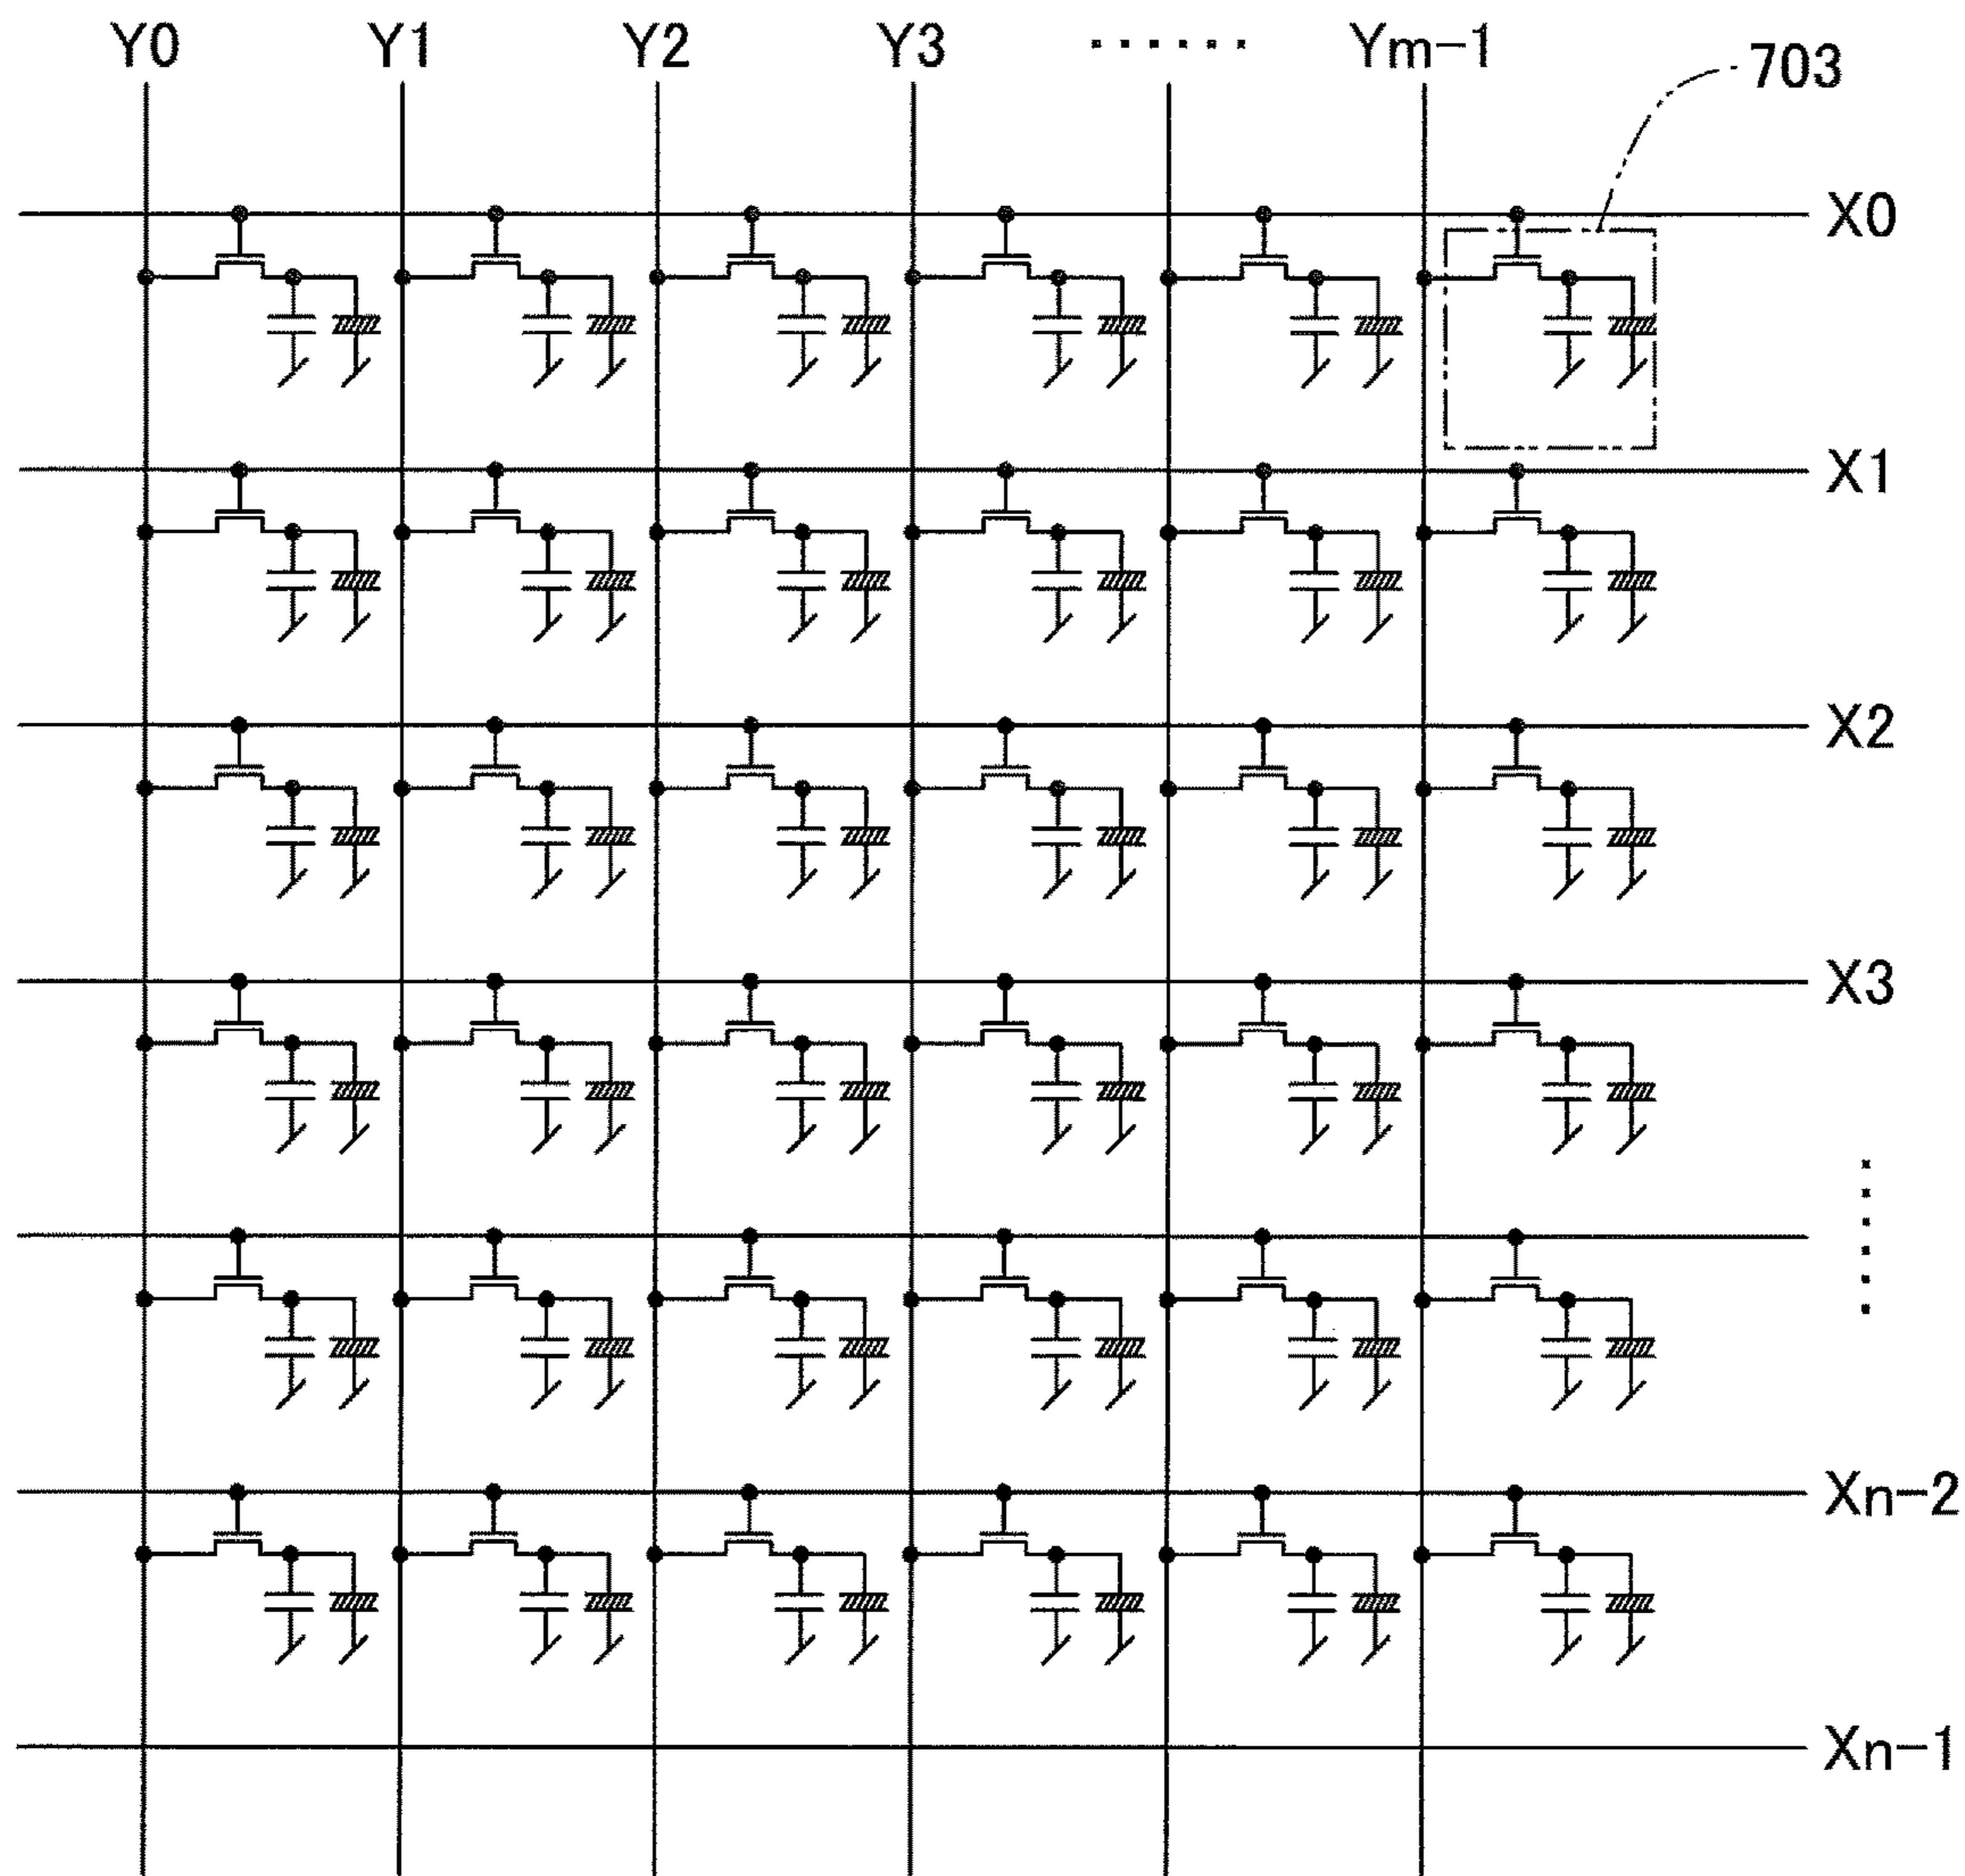 Y0 Y1 Y2 Y3 ...... Ym-1
703
X0
X1
X2
X3
......
Xn-2
Xn-1